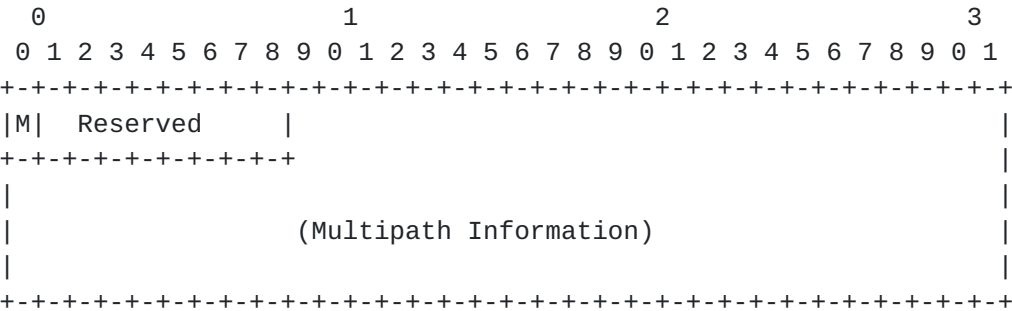 0                   1                   2                   3
 0 1 2 3 4 5 6 7 8 9 0 1 2 3 4 5 6 7 8 9 0 1 2 3 4 5 6 7 8 9 0 1
+-+-+-+-+-+-+-+-+-+-+-+-+-+-+-+-+-+-+-+-+-+-+-+-+-+-+-+-+-+-+-+-+
|M|  Reserved     |                                             |
+-+-+-+-+-+-+-+-+-+                                             |
|                                                               |
|                  (Multipath Information)                      |
|                                                               |
+-+-+-+-+-+-+-+-+-+-+-+-+-+-+-+-+-+-+-+-+-+-+-+-+-+-+-+-+-+-+-+-+